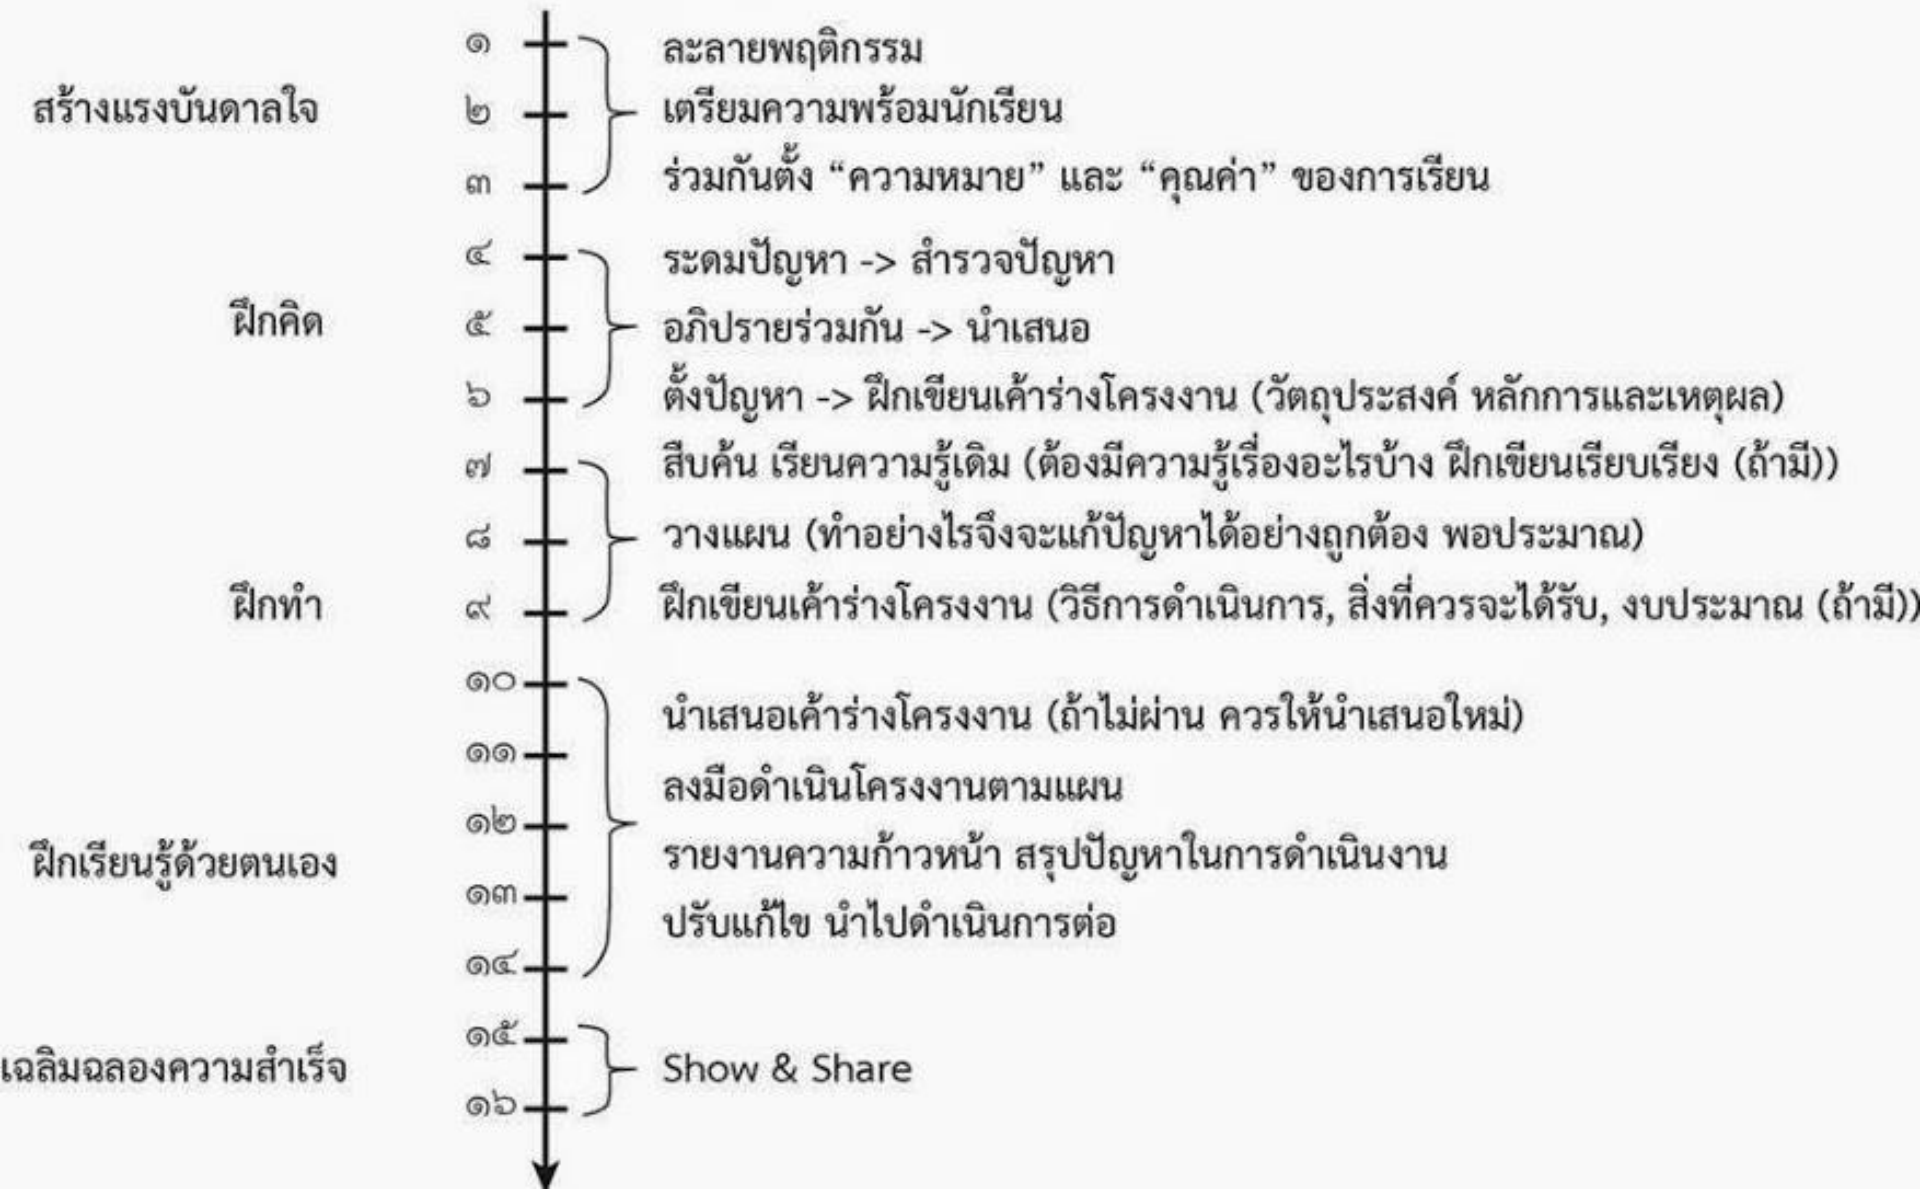 ๑ ละลายพฤติกรรม
สร้างแรงบันดาลใจ ๒ เตรียมความพร้อมนักเรียน
๓ ร่วมกันตั้ง “ความหมาย” และ “คุณค่า” ของการเรียน
๔ ระดมปัญหา -> สำรวจปัญหา
ฝึกคิด ๕ อภิปรายร่วมกัน -> นำเสนอ
๖ ตั้งปัญหา -> ฝึกเขียนเค้าร่างโครงงาน (วัตถุประสงค์ หลักการและเหตุผล)
๗ สืบค้น เรียนความรู้เดิม (ต้องมีความรู้เรื่องอะไรบ้าง ฝึกเขียนเรียบเรียง (ถ้ามี))
๘ วางแผน (ทำอย่างไรจึงจะแก้ปัญหาได้อย่างถูกต้อง พอประมาณ)
ฝึกทำ ๙ ฝึกเขียนเค้าร่างโครงงาน (วิธีการดำเนินการ, สิ่งที่ควรจะได้รับ, งบประมาณ (ถ้ามี))
๑๐
นำเสนอเค้าร่างโครงงาน (ถ้าไม่ผ่าน ควรให้นำเสนอใหม่)
๑๑
ลงมือดำเนินโครงงานตามแผน
๑๒
ฝึกเรียนรู้ด้วยตนเอง รายงานความก้าวหน้า สรุปปัญหาในการดำเนินงาน
๑๓
ปรับแก้ไข นำไปดำเนินการต่อ
๑๔
๑๕
เฉลิมฉลองความสำเร็จ Show & Share
๑๖